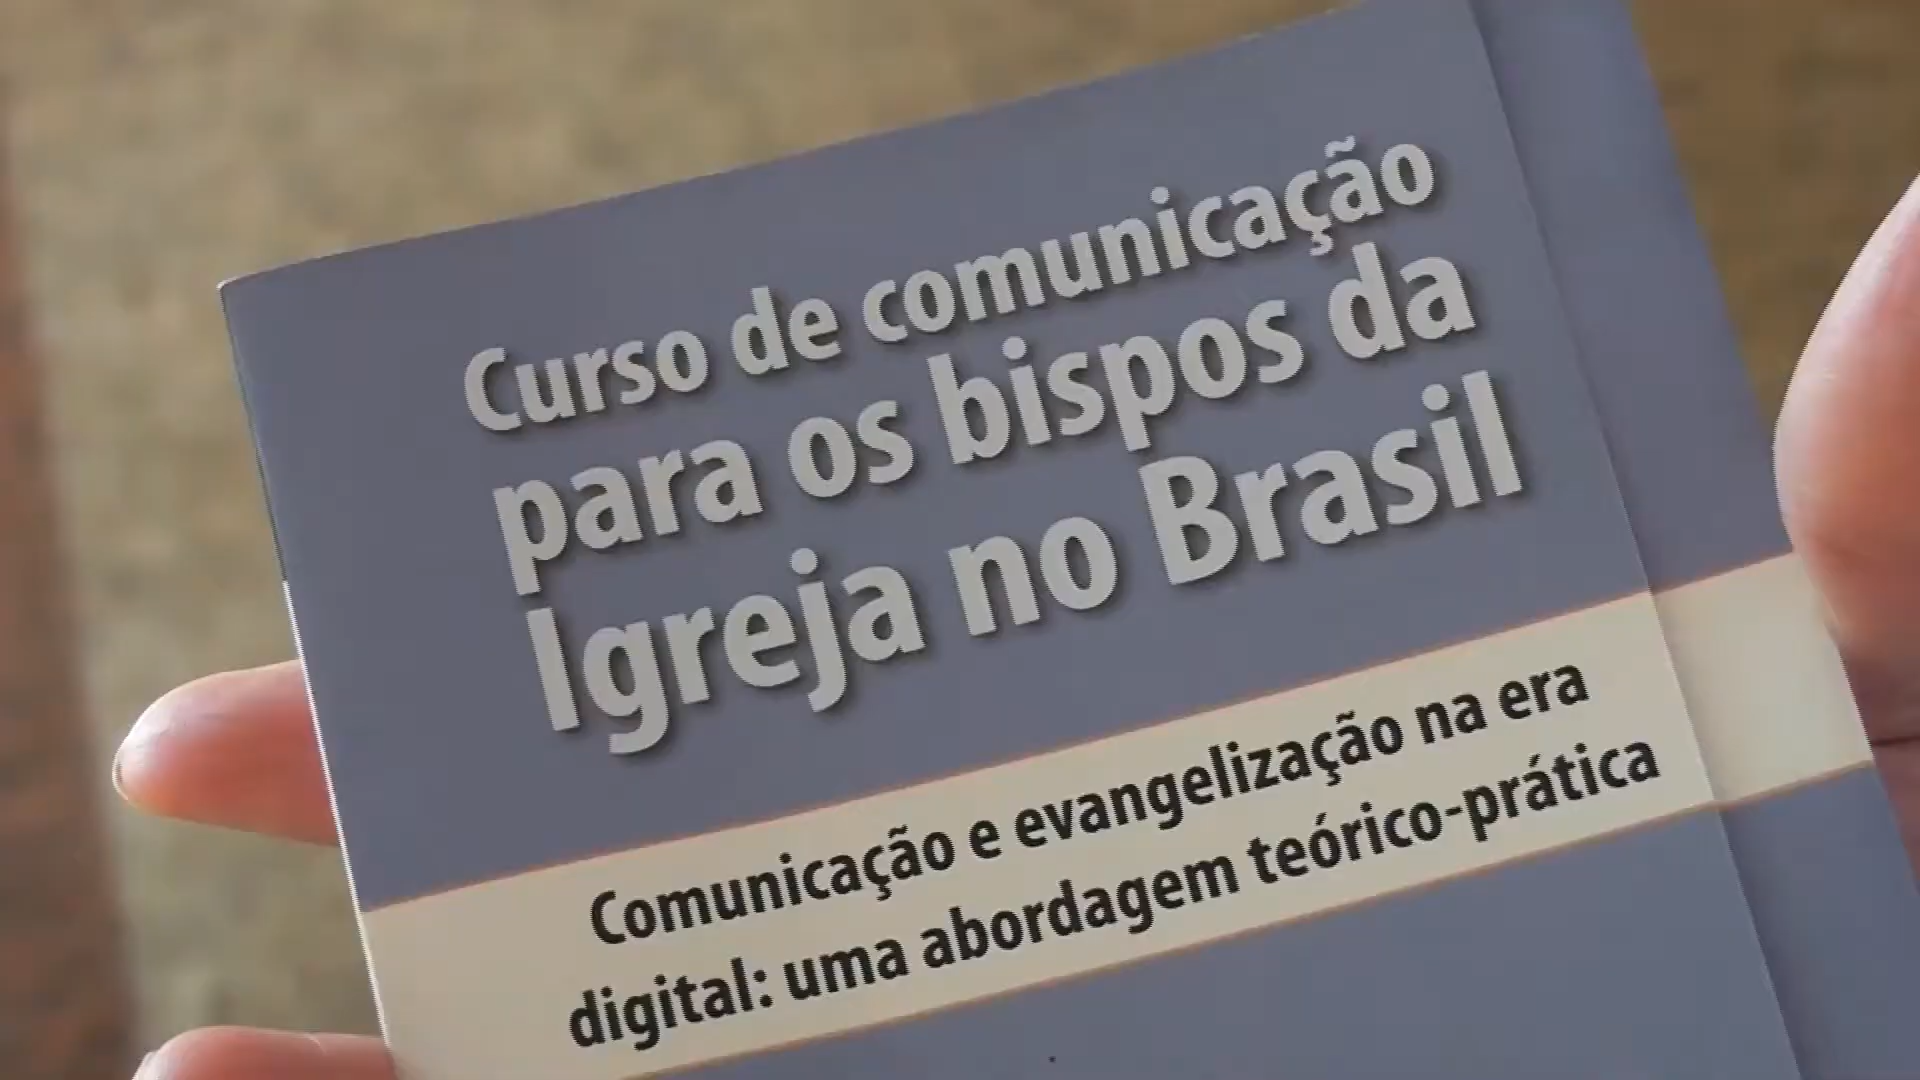 Curso de comunicação
para os bispos da
Igreja no Brasil
Comunicação e evangelização na era
digital: uma abordagem teórico-prática